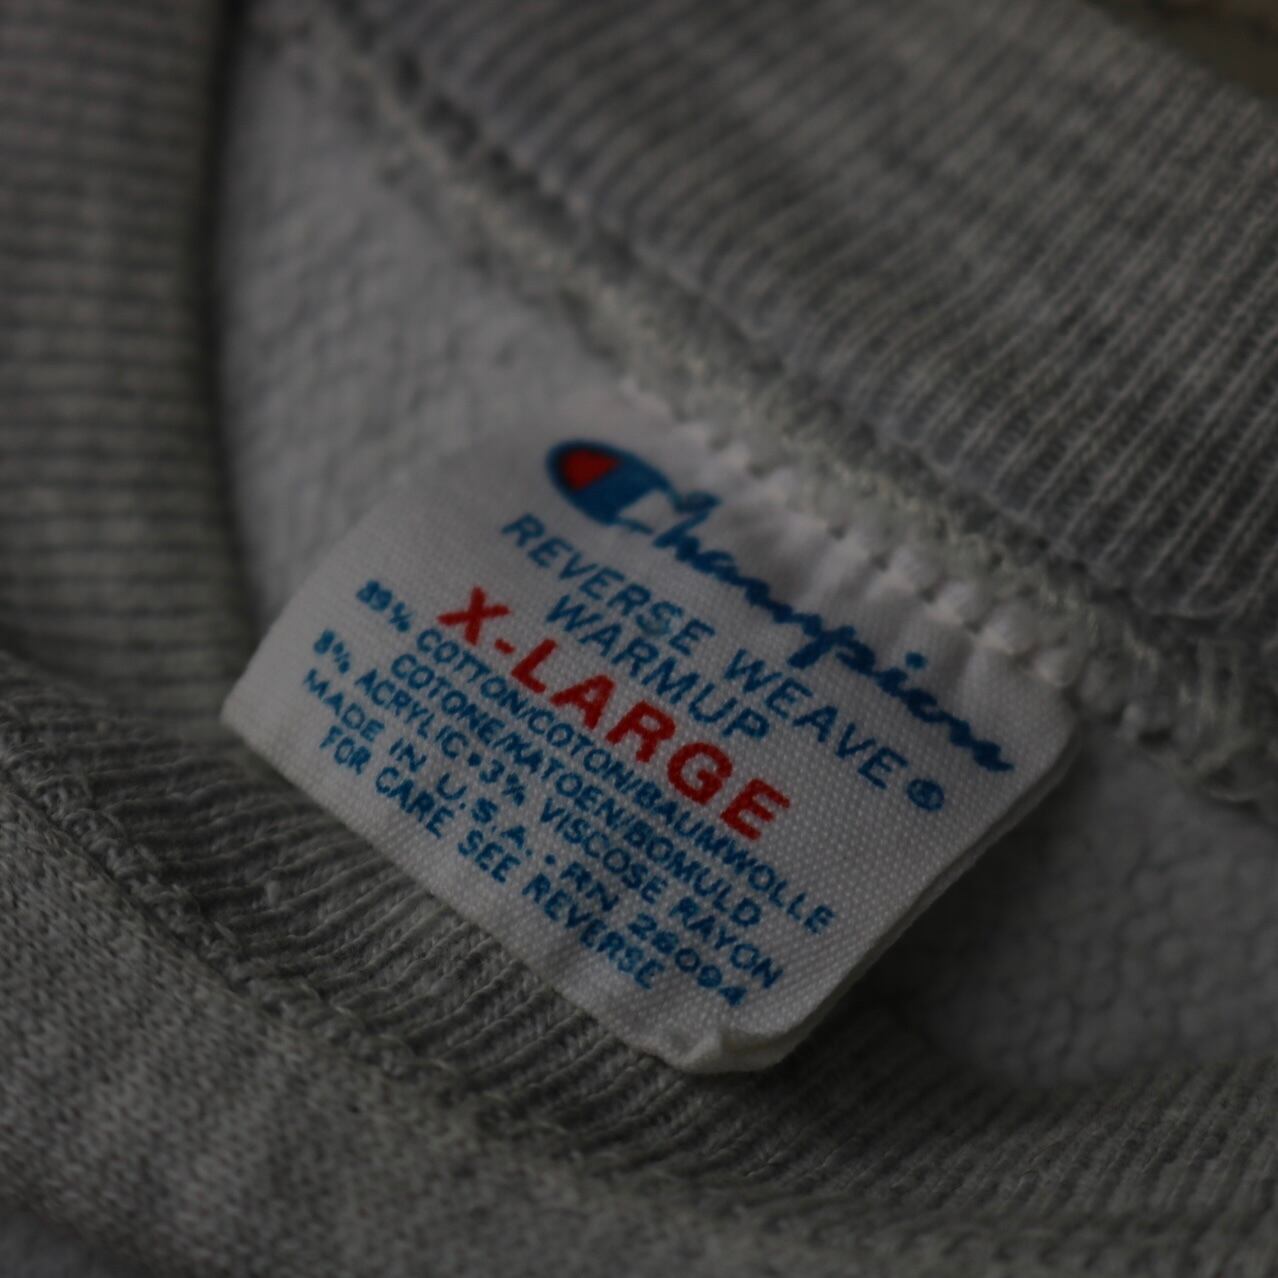 Champion
REVERSE WEAVE ®
WARMUP
X-LARGE
89% COTTON/COTON/BAUMWOLLE
COTONE/KATOEN/BOMULD
8% ACRYLIC•3% VISCOSE RAYON
MADE IN U.S.A. • RN 26094
FOR CARE SEE REVERSE